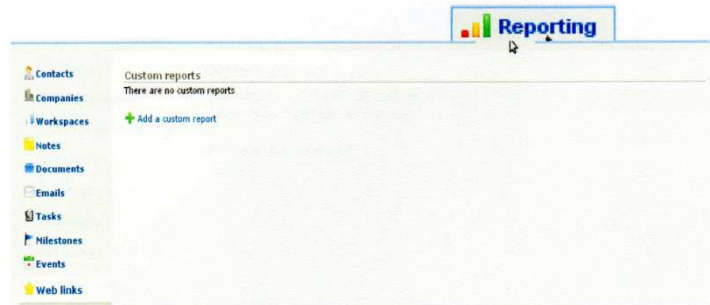 Reporting
Contacts
Companies
Workspaces
Notes
Documents
Emails
Tasks
Milestones
Events
Web links
Custom reports
There are no custom reports
Add a custom report